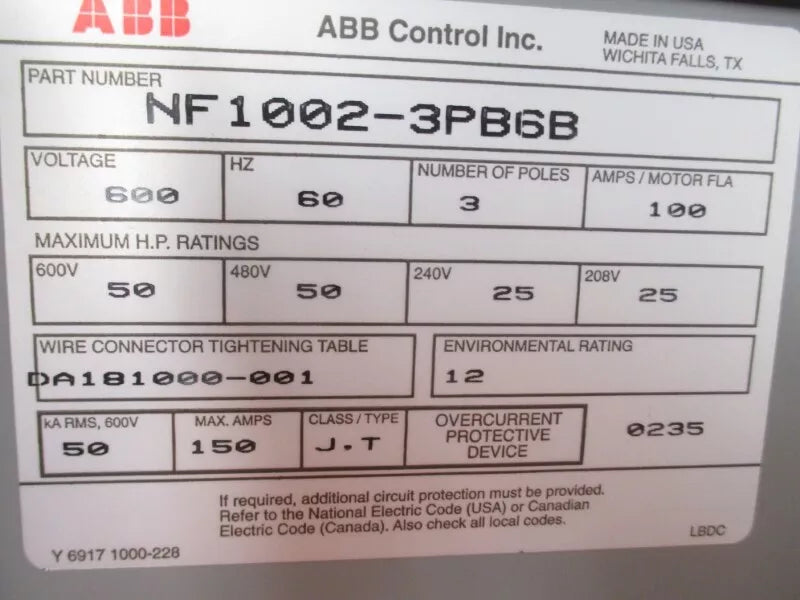 ABB
ABB Control Inc.
MADE IN USA
WICHITA FALLS, TX
PART NUMBER
NF1002-3PB6B
VOLTAGE
600
HZ
60
NUMBER OF POLES
3
AMPS / MOTOR FLA
100
MAXIMUM H.P. RATINGS
600V
50
480V
50
240V
25
208V
25
WIRE CONNECTOR TIGHTENING TABLE
DA181000-001
ENVIRONMENTAL RATING
12
kA RMS, 600V
50
MAX. AMPS
150
CLASS / TYPE
J.T
OVERCURRENT
PROTECTIVE
DEVICE
0235
If required, additional circuit protection must be provided.
Refer to the National Electric Code (USA) or Canadian
Electric Code (Canada). Also check all local codes.
Y 6917 1000-228
LBDC